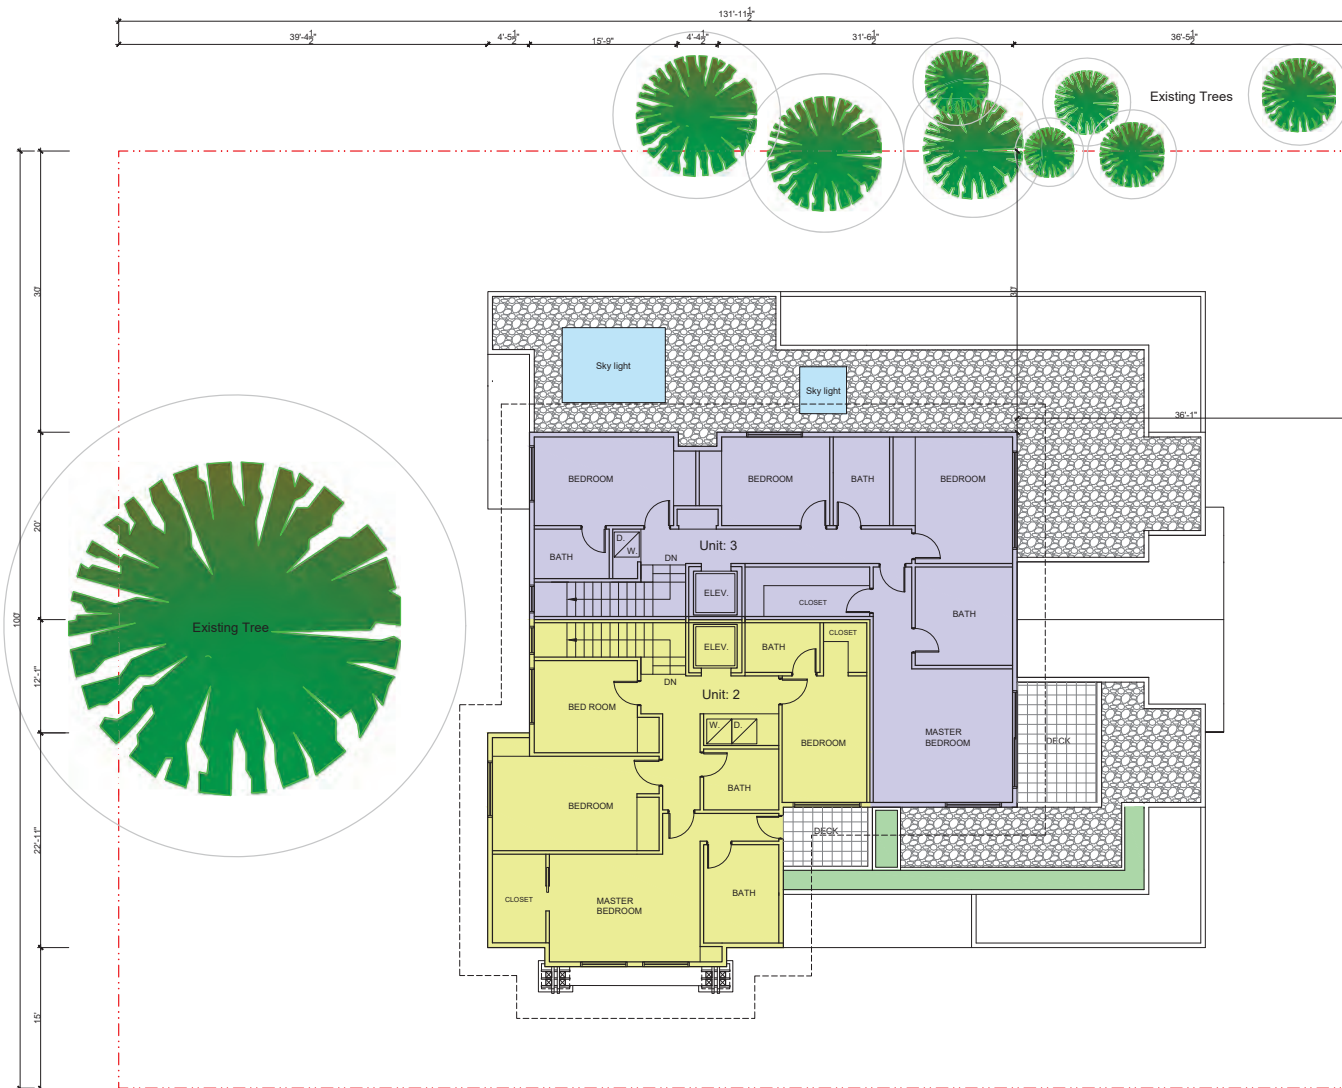 131'-11½"
39'-4½"
4'-5½"
15'-9"
4'-4½"
31'-6½"
36'-5½"
Existing Trees
30'
30'
Sky light
Sky light
36'-1"
BEDROOM
BEDROOM
BATH
BEDROOM
20'
D.
W.
Unit: 3
BATH
DN
ELEV.
CLOSET
BATH
100'
Existing Tree
ELEV.
BATH
CLOSET
12'-1"
DN
Unit: 2
BED ROOM
W.
D.
BEDROOM
MASTER
BEDROOM
DECK
BATH
BEDROOM
22'-11"
DECK
CLOSET
MASTER
BEDROOM
BATH
15'